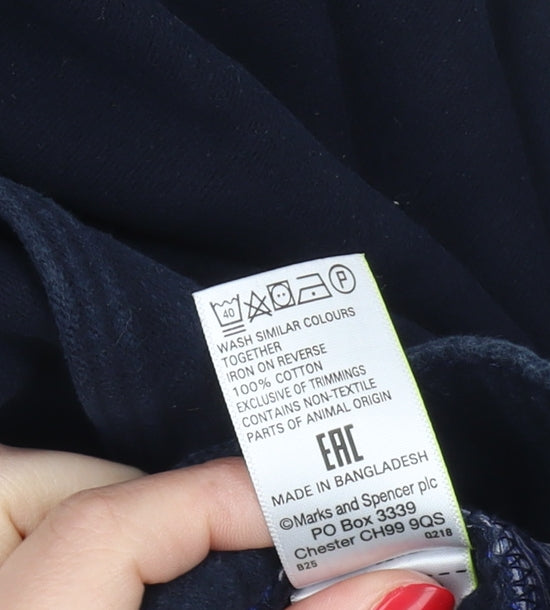 40 P
WASH SIMILAR COLOURS
TOGETHER
IRON ON REVERSE
100% COTTON
EXCLUSIVE OF TRIMMINGS
CONTAINS NON-TEXTILE
PARTS OF ANIMAL ORIGIN
EAC
MADE IN BANGLADESH
©Marks and Spencer plc
PO Box 3339
Chester CH99 9QS
B25 0218